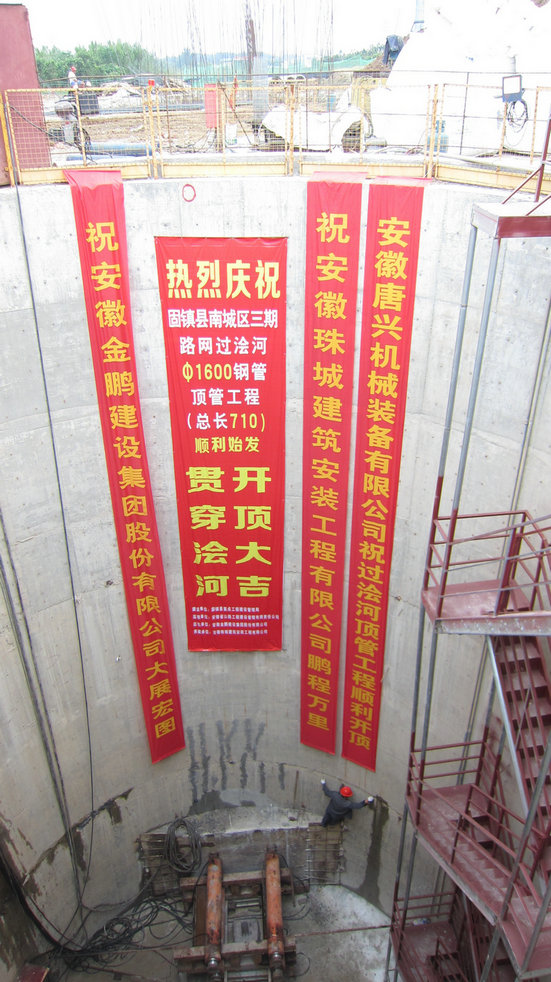 祝安徽金鹏建设集团股份有限公司大展宏图
热烈庆祝
固镇县南城区三期
路网过浍河
Φ1600钢管
顶管工程
(总长710)
顺利始发
开顶大吉
贯穿浍河
祝安徽珠城建筑安装工程有限公司鹏程万里
安徽唐兴机械装备有限公司祝过浍河顶管工程顺利开顶